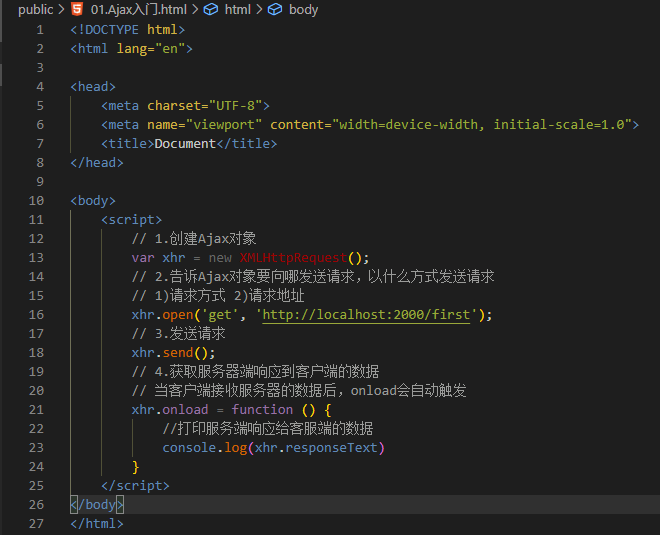 public > 01.Ajax入门.html > html > body
1 <!DOCTYPE html>
2 <html lang="en">
3
4 <head>
5 <meta charset="UTF-8">
6 <meta name="viewport" content="width=device-width, initial-scale=1.0">
7 <title>Document</title>
8 </head>
9
10 <body>
11 <script>
12 // 1.创建Ajax对象
13 var xhr = new XMLHttpRequest();
14 // 2.告诉Ajax对象要向哪发送请求，以什么方式发送请求
15 // 1)请求方式 2)请求地址
16 xhr.open('get', 'http://localhost:2000/first');
17 // 3.发送请求
18 xhr.send();
19 // 4.获取服务器端响应到客户端的数据
20 // 当客户端接收服务器的数据后，onload会自动触发
21 xhr.onload = function () {
22 //打印服务端响应给客服端的数据
23 console.log(xhr.responseText)
24 }
25 </script>
26 </body>
27 </html>